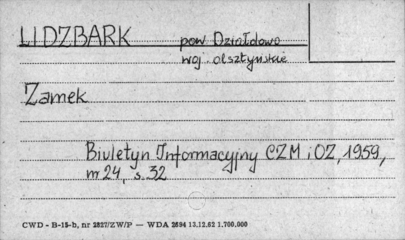 LIDZBARK pow. Działdowo
woj. olsztyńskie
Zamek
Biuletyn Informacyjny CZM i OZ, 1959,
nr 24, s. 32
CWD - B-15-b, nr 2827/ZW/P — WDA 2694 13.12.62 1.700.000